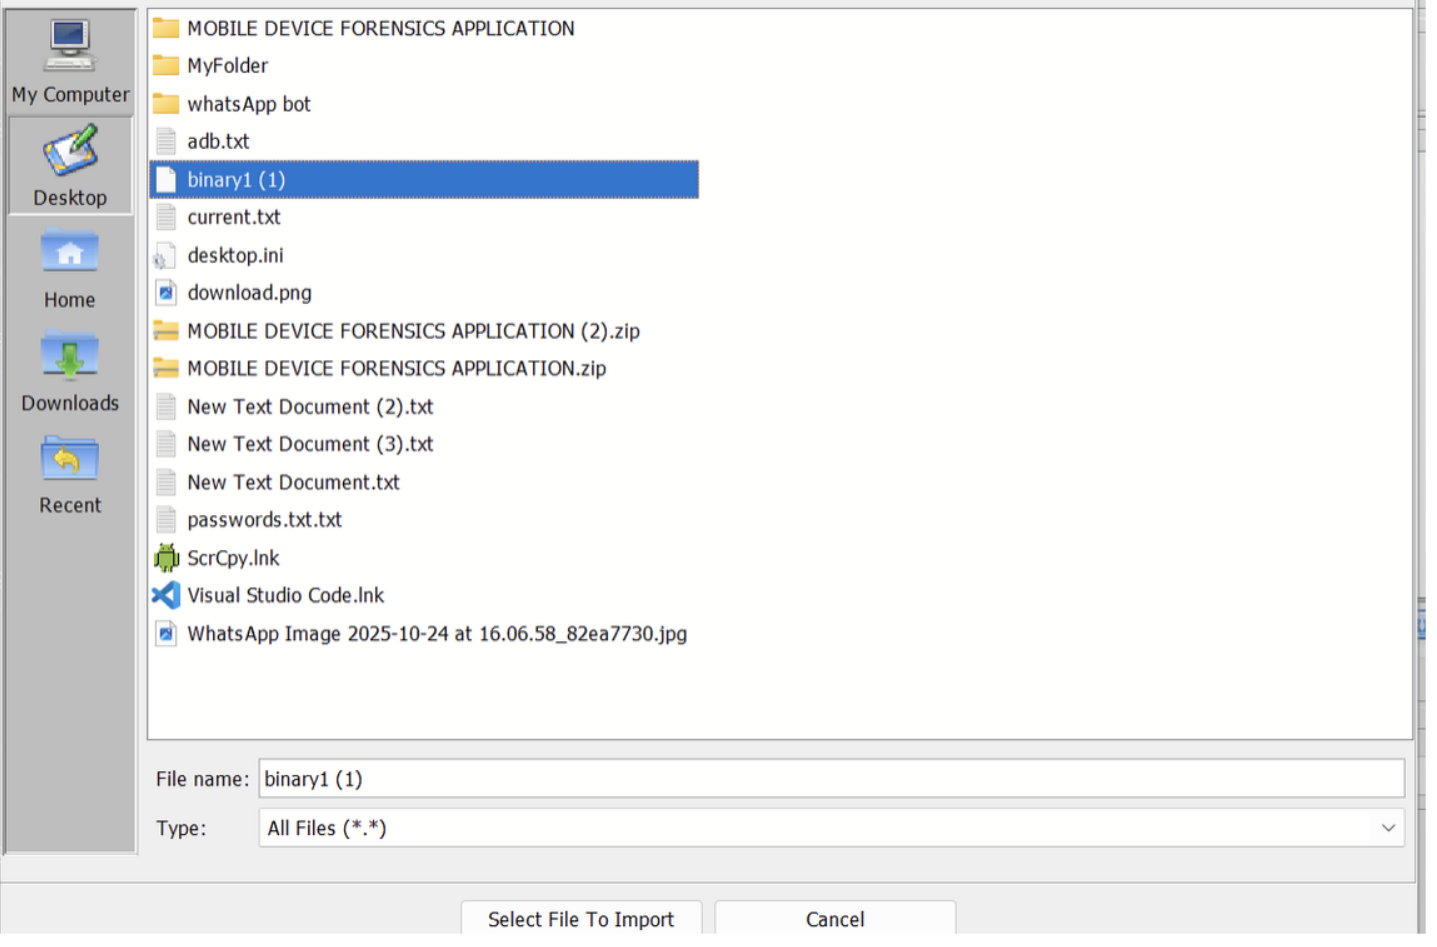 My Computer
Desktop
Home
Downloads
Recent
MOBILE DEVICE FORENSICS APPLICATION
MyFolder
whatsApp bot
adb.txt
binary1 (1)
current.txt
desktop.ini
download.png
MOBILE DEVICE FORENSICS APPLICATION (2).zip
MOBILE DEVICE FORENSICS APPLICATION.zip
New Text Document (2).txt
New Text Document (3).txt
New Text Document.txt
passwords.txt.txt
ScrCpy.lnk
Visual Studio Code.lnk
WhatsApp Image 2025-10-24 at 16.06.58_82ea7730.jpg
File name: binary1 (1)
Type: All Files (*.*)
Select File To Import Cancel